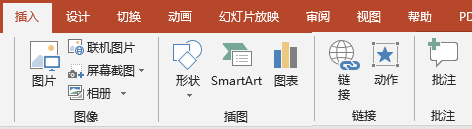 插入 设计 切换 动画 幻灯片放映 审阅 视图 帮助 PD
图片
联机图片
屏幕截图
相册
图像
形状 SmartArt 图表
插图
链接 动作
链接
批注
批注